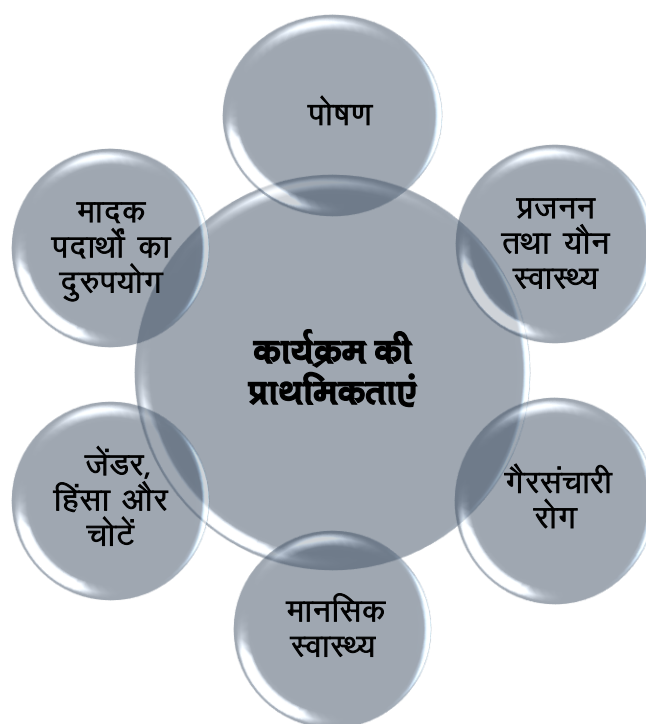 पोषण
प्रजनन
तथा यौन
स्वास्थ्य
गैरसंचारी
रोग
मानसिक
स्वास्थ्य
जेंडर,
हिंसा और
चोटें
मादक
पदार्थों का
दुरुपयोग
कार्यक्रम की
प्राथमिकताएं